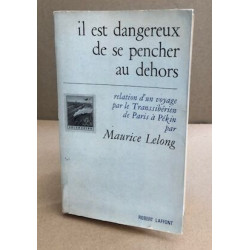 il est dangereux
de se pencher
au dehors
relation d'un voyage
par le Transsibérien
de Paris à Pékin
par
Maurice Lelong
ROBERT LAFFONT